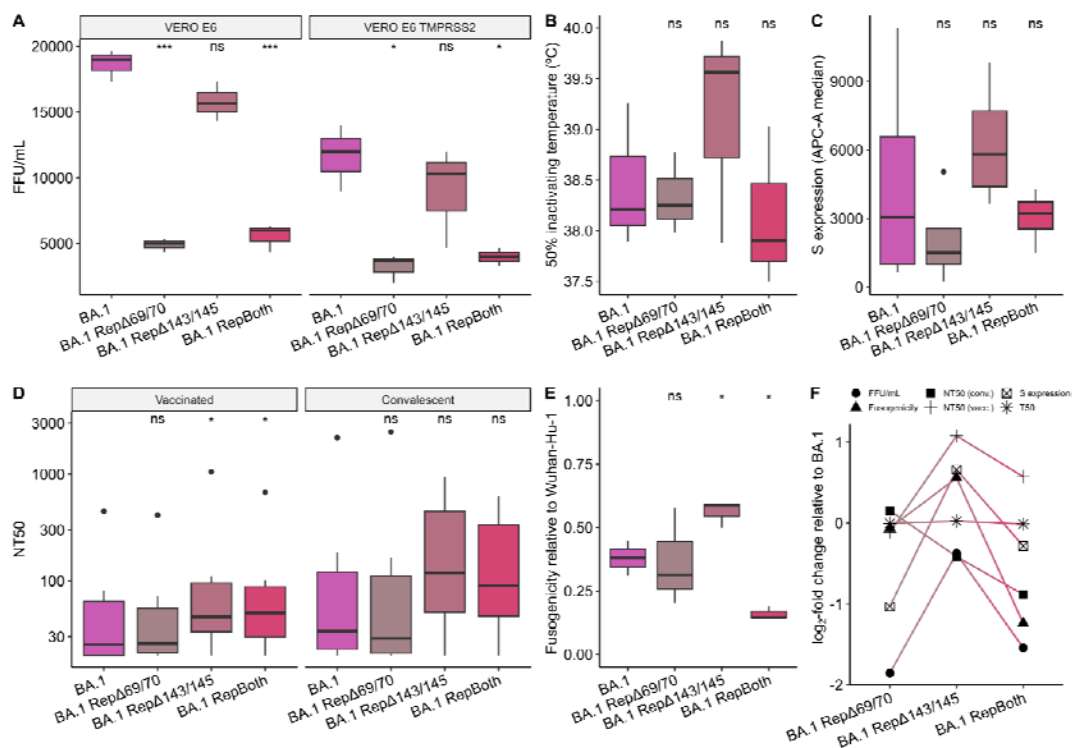 A
VERO E6
VERO E6 TMPRSS2
FFU/mL
20000
15000
10000
5000
***
ns
***
*
ns
*
BA.1
BA.1 RepΔ69/70
BA.1 RepΔ143/145
BA.1 RepBoth
BA.1
BA.1 RepΔ69/70
BA.1 RepΔ143/145
BA.1 RepBoth
B
50% inactivating temperature (ºC)
40.0
39.5
39.0
38.5
38.0
37.5
ns
ns
ns
BA.1
BA.1 RepΔ69/70
BA.1 RepΔ143/145
BA.1 RepBoth
C
S expression (APC-A median)
9000
6000
3000
0
ns
ns
ns
BA.1
BA.1 RepΔ69/70
BA.1 RepΔ143/145
BA.1 RepBoth
D
Vaccinated
Convalescent
NT50
3000
1000
300
100
30
ns
*
*
ns
ns
ns
BA.1
BA.1 RepΔ69/70
BA.1 RepΔ143/145
BA.1 RepBoth
BA.1
BA.1 RepΔ69/70
BA.1 RepΔ143/145
BA.1 RepBoth
E
Fusogenicity relative to Wuhan-Hu-1
1.00
0.75
0.50
0.25
0.00
ns
*
*
BA.1
BA.1 RepΔ69/70
BA.1 RepΔ143/145
BA.1 RepBoth
F
FFU/mL
NT50 (conv.)
S expression
Fusogenicity
NT50 (vacc.)
T50
log2-fold change relative to BA.1
1
0
-1
-2
BA.1 RepΔ69/70
BA.1 RepΔ143/145
BA.1 RepBoth